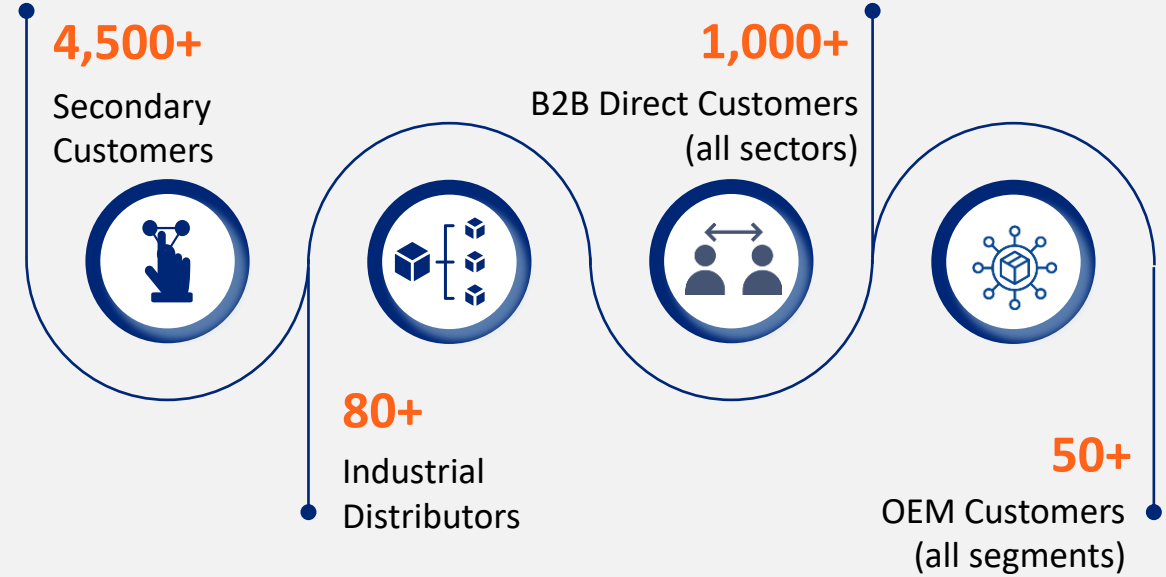 4,500+
Secondary
Customers
80+
Industrial
Distributors
1,000+
B2B Direct Customers
(all sectors)
50+
OEM Customers
(all segments)